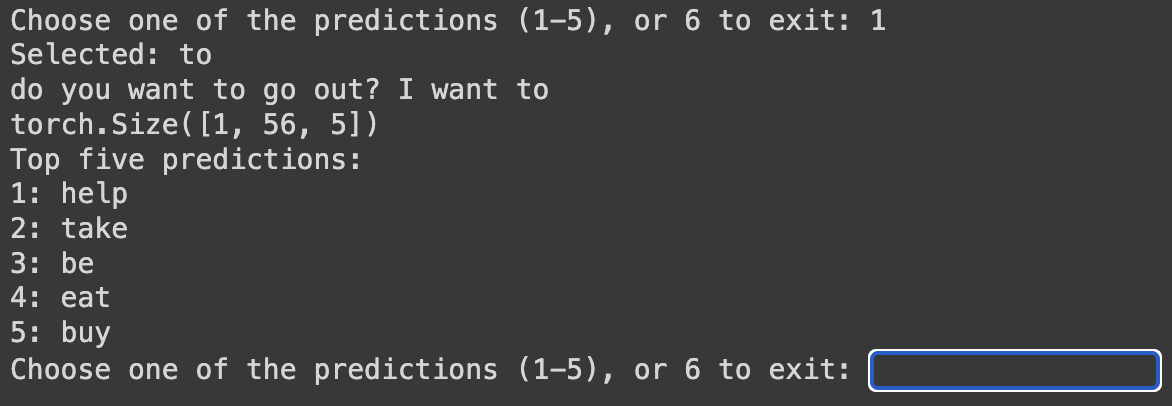 Choose one of the predictions (1–5), or 6 to exit: 1
Selected: to
do you want to go out? I want to
torch.Size([1, 56, 5])
Top five predictions:
1: help
2: take
3: be
4: eat
5: buy
Choose one of the predictions (1–5), or 6 to exit: